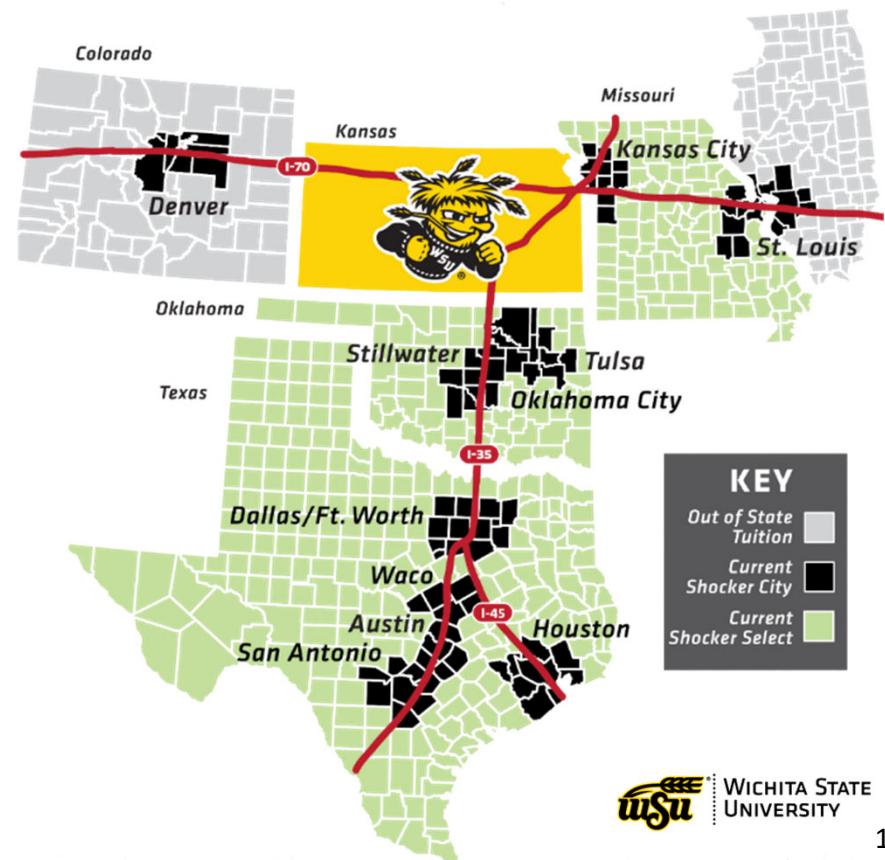 Colorado
Missouri
Kansas
Kansas City
I-70
Denver
WSU
®
St. Louis
Oklahoma
Stillwater
Tulsa
Texas
Oklahoma City
I-35
KEY
Out of State
Tuition
Current
Shocker City
Current
Shocker Select
Dallas/Ft. Worth
Waco
I-45
Austin
Houston
San Antonio
wsu
®
WICHITA STATE
UNIVERSITY
1